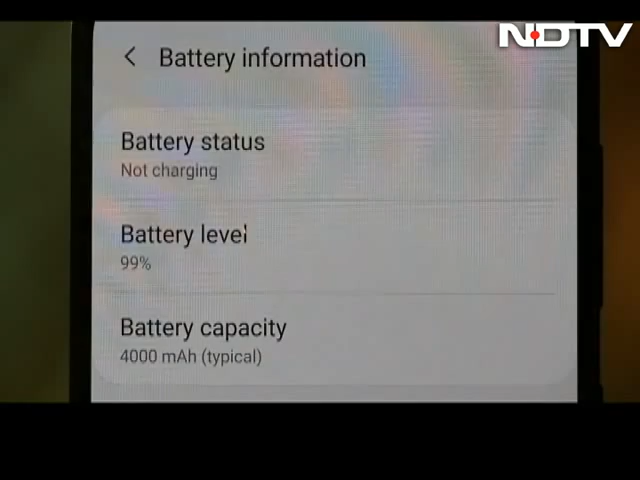 NDTV
Battery information
Battery status
Not charging
Battery level
99%
Battery capacity
4000 mAh (typical)